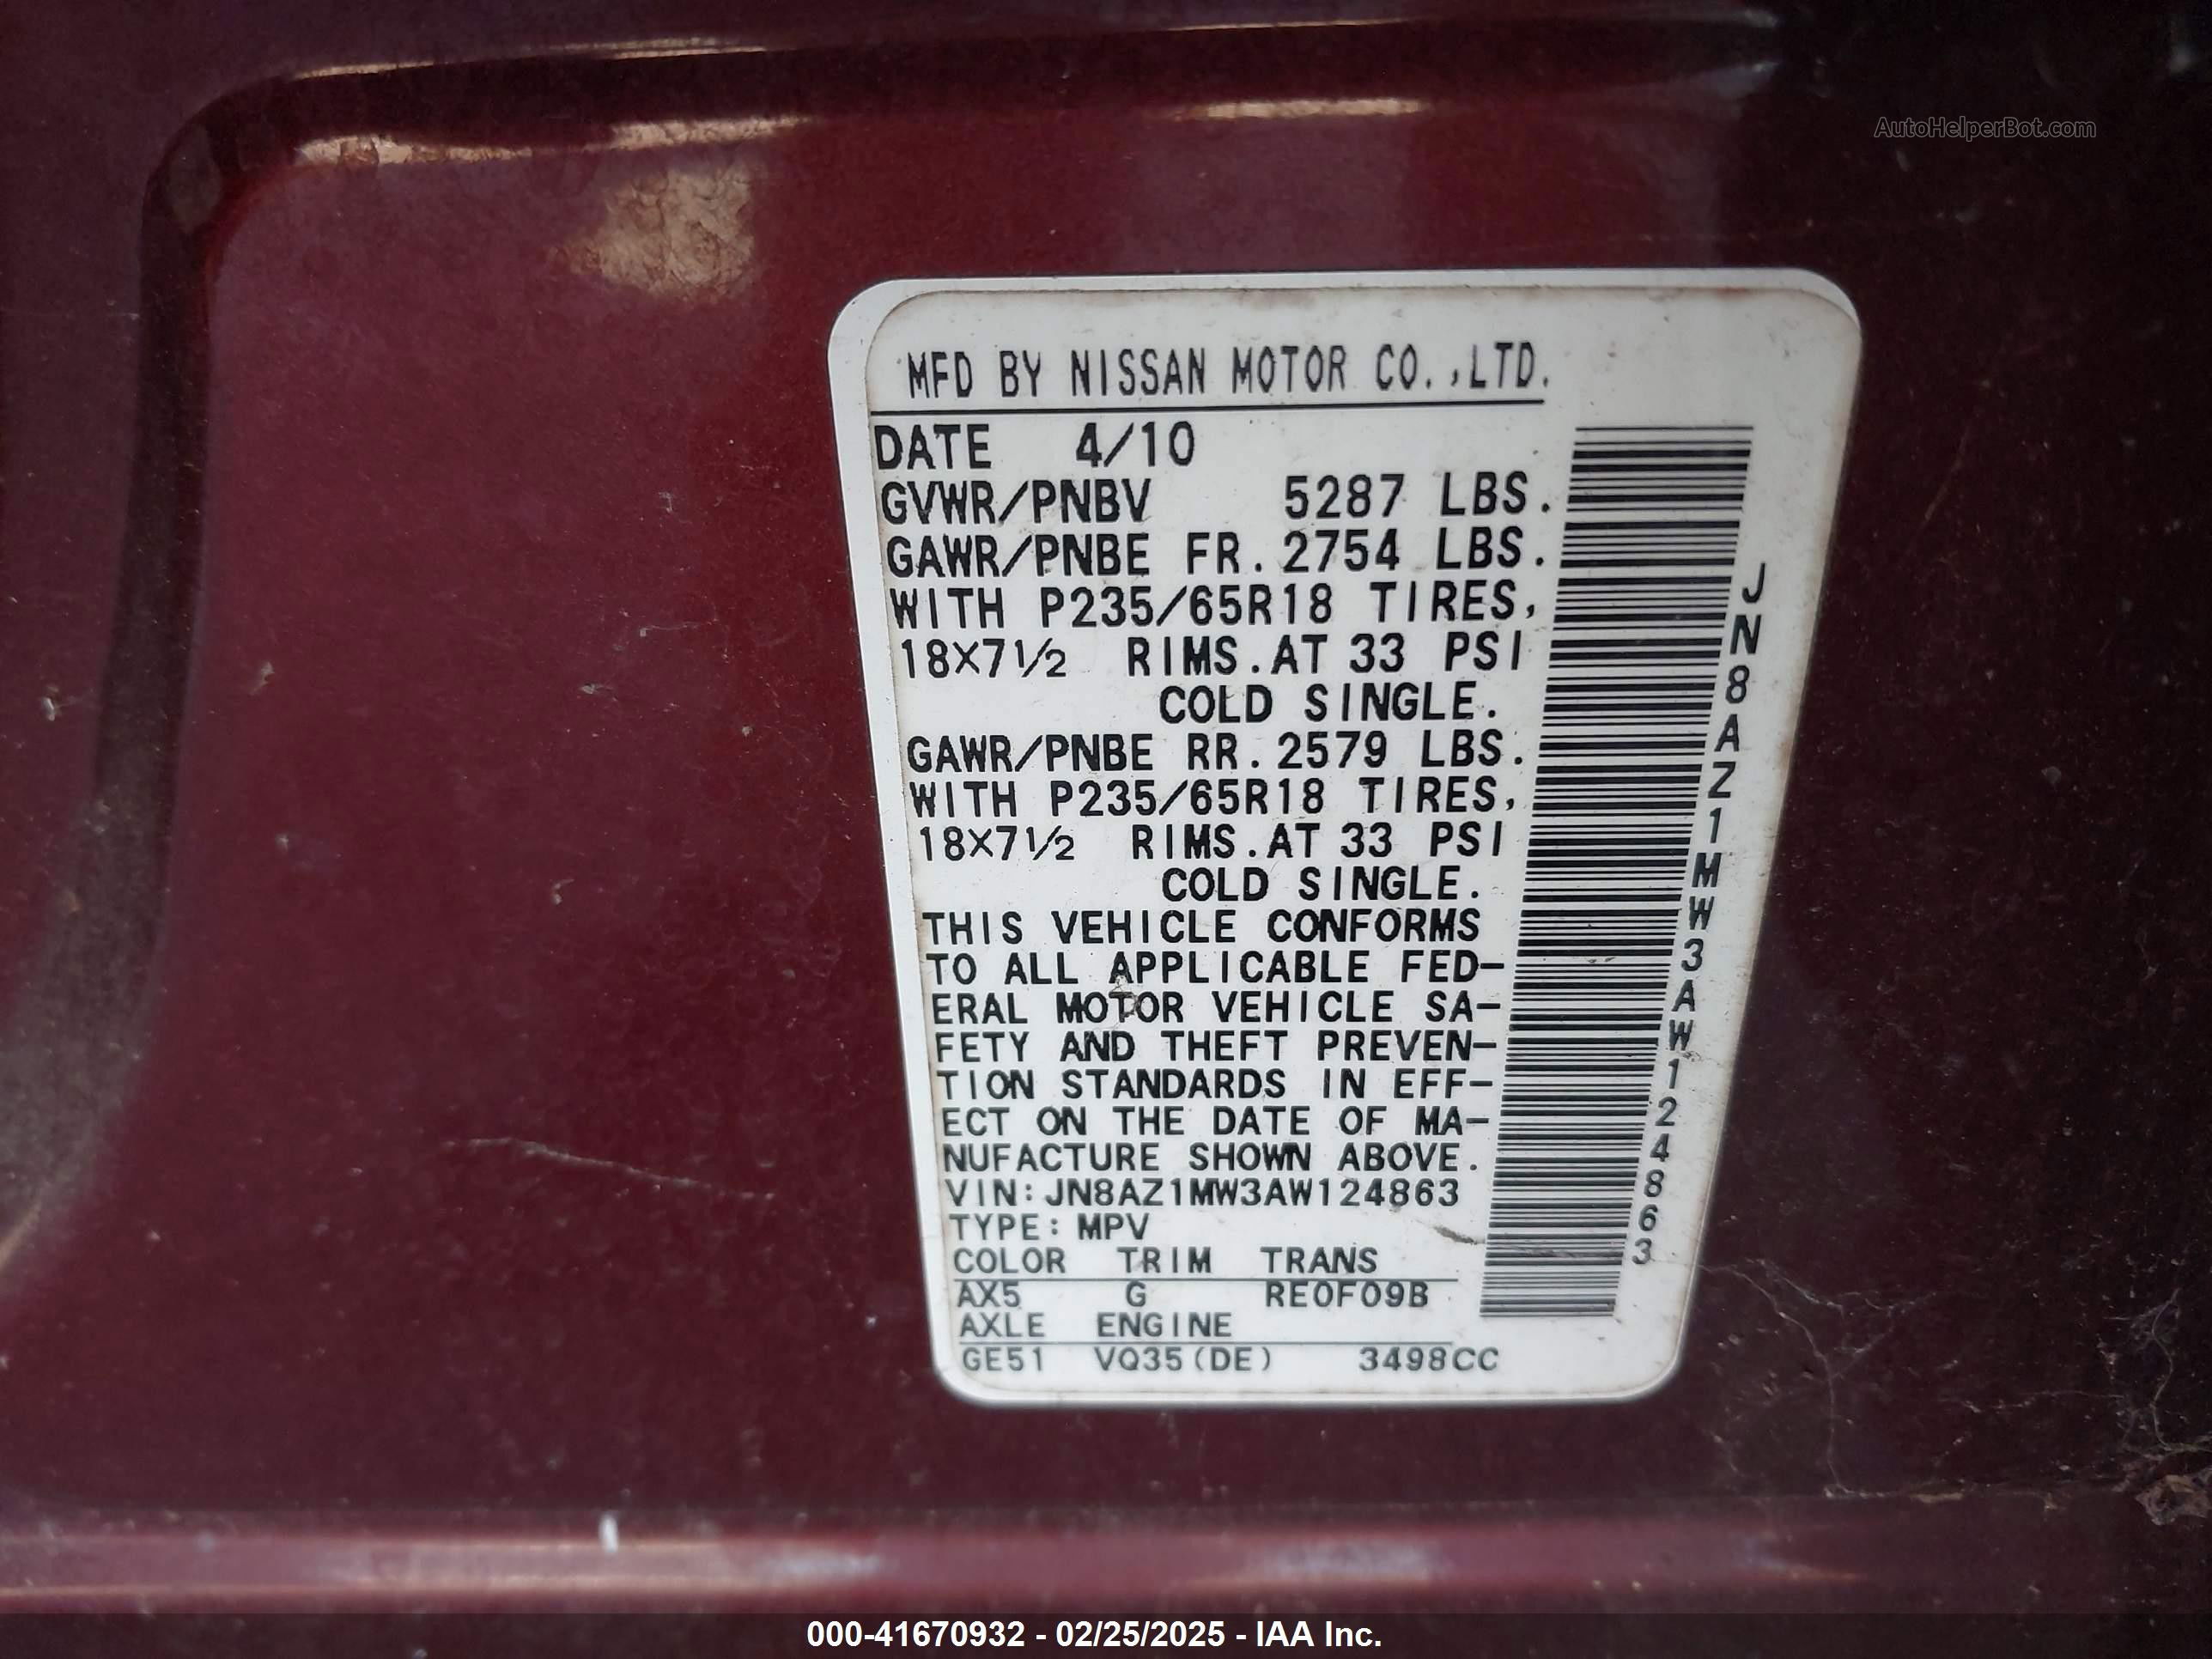 AutoHelperBot.com
MFD BY NISSAN MOTOR CO.,LTD.
DATE 4/10
GVWR/PNBV 5287 LBS.
GAWR/PNBE FR. 2754 LBS.
WITH P235/65R18 TIRES,
18X7½ RIMS.AT 33 PSI
COLD SINGLE.
GAWR/PNBE RR. 2579 LBS.
WITH P235/65R18 TIRES,
18X7½ RIMS.AT 33 PSI
COLD SINGLE.
THIS VEHICLE CONFORMS
TO ALL APPLICABLE FED-
ERAL MOTOR VEHICLE SA-
FETY AND THEFT PREVEN-
TION STANDARDS IN EFF-
ECT ON THE DATE OF MA-
NUFACTURE SHOWN ABOVE.
VIN:JN8AZ1MW3AW124863
TYPE:MPV
COLOR TRIM TRANS
AX5 G RE0F09B
AXLE ENGINE
GE51 VQ35(DE) 3498CC
JN8AZ1MW3AW124863
000-41670932 - 02/25/2025 - IAA Inc.